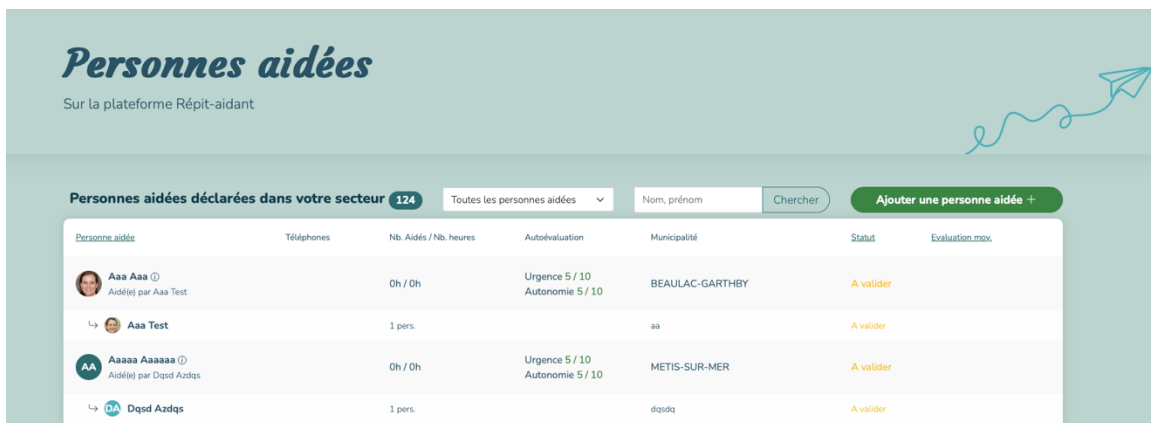 Personnes aidées
Sur la plateforme Répit-aidant
Personnes aidées déclarées dans votre secteur 124 Toutes les personnes aidées Nom, prénom Chercher Ajouter une personne aidée +
Personne aidée Téléphones Nb. Aidés / Nb. heures Autoévaluation Municipalité Statut Evaluation moy.
Aaa Aaa
Aidé(e) par Aaa Test
0h / 0h
Urgence 5 / 10
Autonomie 5 / 10
BEAULAC-GARTHBY
A valider
Aaa Test 1 pers. aa A valider
AA
Aaaaa Aaaaaa
Aidé(e) par Dqsd Azdqs
0h / 0h
Urgence 5 / 10
Autonomie 5 / 10
METIS-SUR-MER
A valider
DA Dqsd Azdqs 1 pers. dqsdq A valider